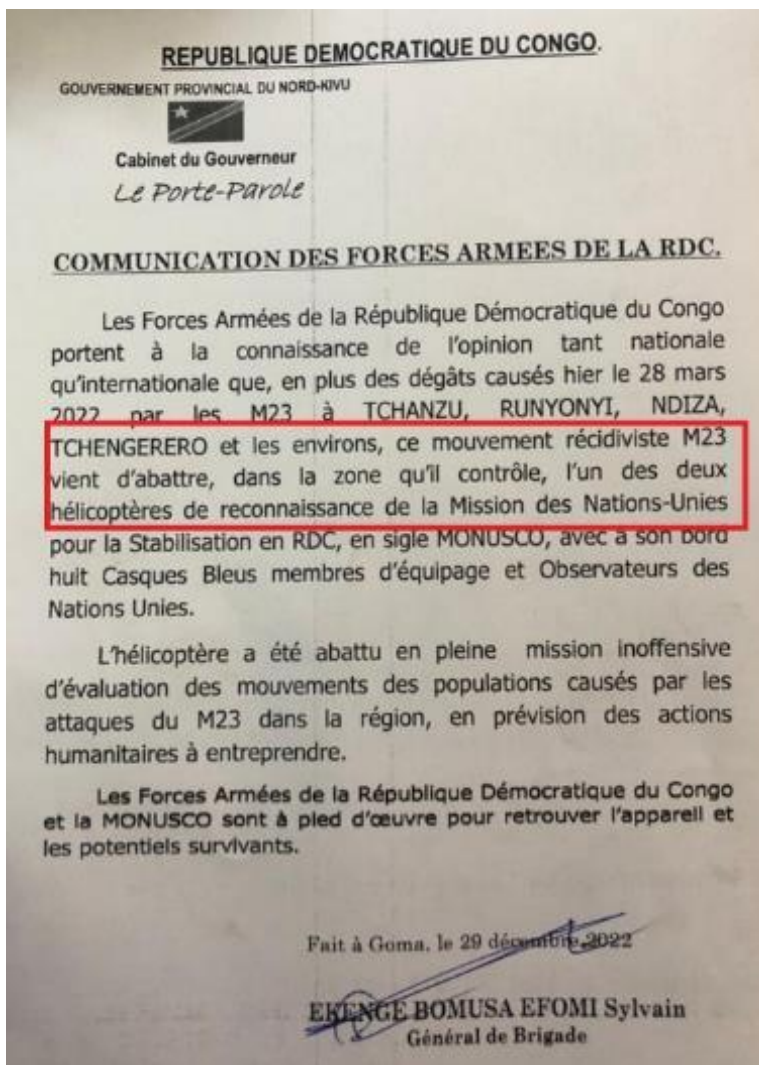 REPUBLIQUE DEMOCRATIQUE DU CONGO.
GOUVERNEMENT PROVINCIAL DU NORD-KIVU
Cabinet du Gouverneur
Le Porte-Parole
COMMUNICATION DES FORCES ARMEES DE LA RDC.
Les Forces Armées de la République Démocratique du Congo
portent à la connaissance de l'opinion tant nationale
qu'internationale que, en plus des dégâts causés hier le 28 mars
2022 par les M23 à TCHANZU, RUNYONYI, NDIZA,
TCHENGERERO et les environs, ce mouvement récidiviste M23
vient d'abattre, dans la zone qu'il contrôle, l'un des deux
hélicoptères de reconnaissance de la Mission des Nations-Unies
pour la Stabilisation en RDC, en sigle MONUSCO, avec à son bord
huit Casques Bleus membres d'équipage et Observateurs des
Nations Unies.
L'hélicoptère a été abattu en pleine mission inoffensive
d'évaluation des mouvements des populations causés par les
attaques du M23 dans la région, en prévision des actions
humanitaires à entreprendre.
Les Forces Armées de la République Démocratique du Congo
et la MONUSCO sont à pied d'œuvre pour retrouver l'appareil et
les potentiels survivants.
Fait à Goma, le 29 décembre 2022
EKENGE BOMUSA EFOMI Sylvain
Général de Brigade